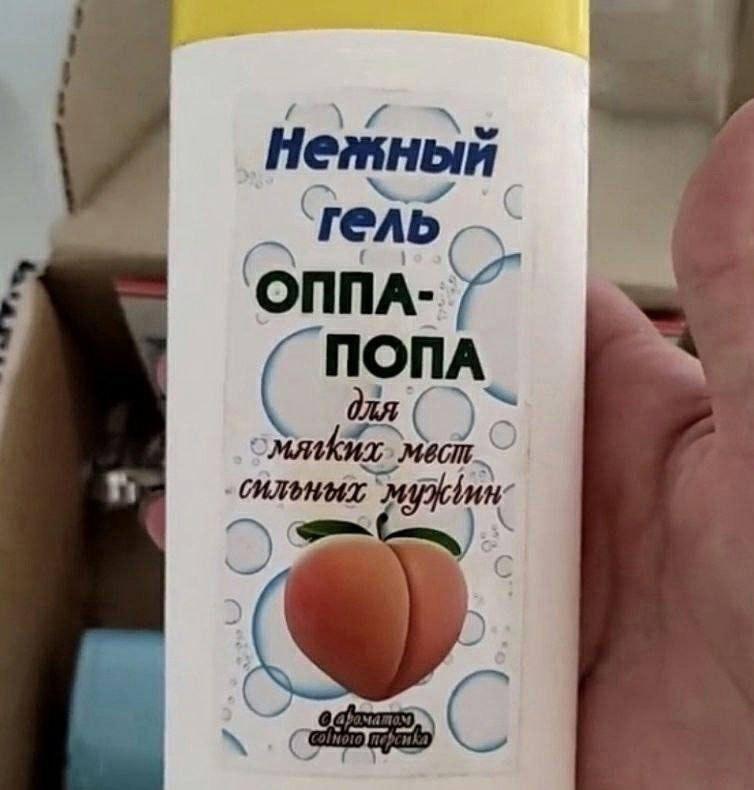 Нежный
гель
ОППА-
ПОПА
для
мягких мест
сильных мужчин
с ароматом
сочного персика